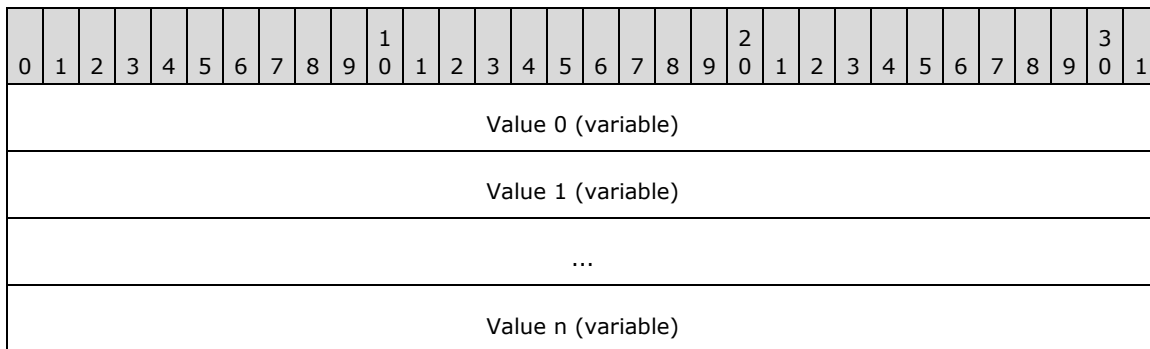 1 2 3
0 1 2 3 4 5 6 7 8 9 0 1 2 3 4 5 6 7 8 9 0 1 2 3 4 5 6 7 8 9 0 1
Value 0 (variable)
Value 1 (variable)
...
Value n (variable)